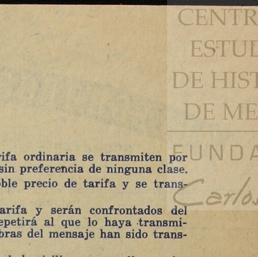 CENTR
ESTUD
DE HIST
DE ME
FUNDA
Carlos
rifa ordinaria se transmiten por
sin preferencia de ninguna clase.
oble precio de tarifa y se trans-
tarifa y serán confrontados del
epetirá al que lo haya transmi-
bras del mensaje han sido trans-